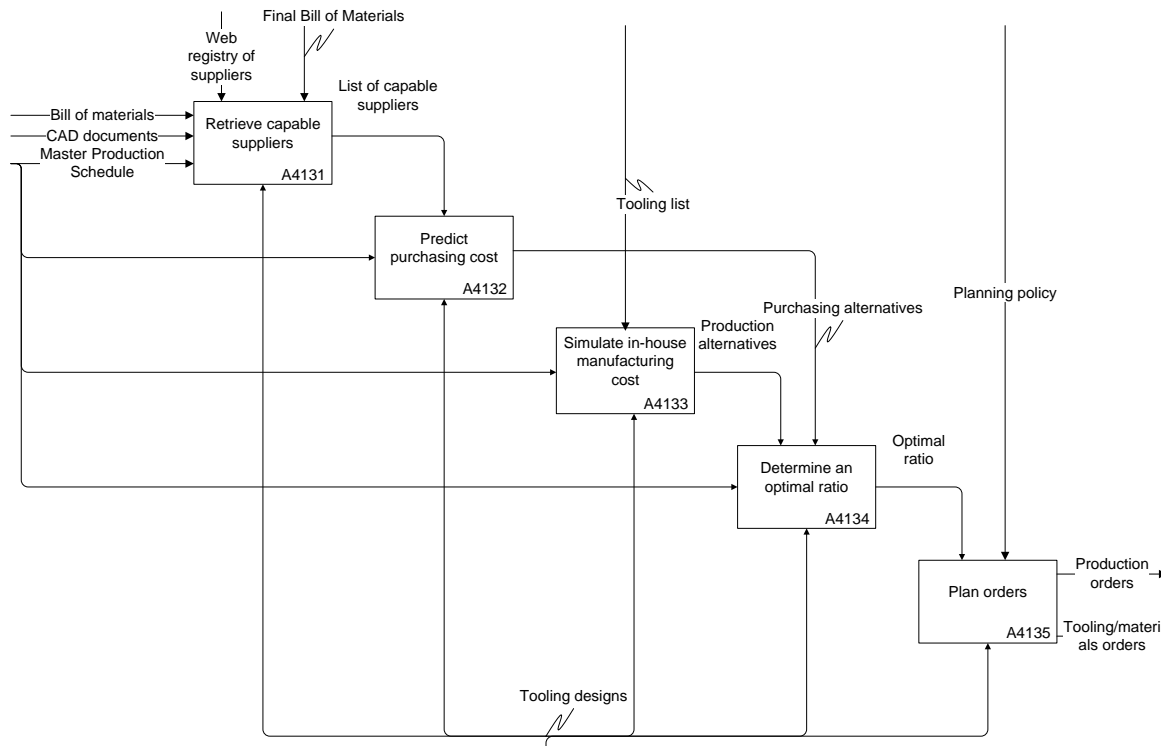 Final Bill of Materials
Web
registry of
suppliers
List of capable
suppliers
Bill of materials
CAD documents
Master Production
Schedule
Retrieve capable
suppliers
A4131
Tooling list
Predict
purchasing cost
A4132
Planning policy
Purchasing alternatives
Production
alternatives
Simulate in-house
manufacturing
cost
A4133
Optimal
ratio
Determine an
optimal ratio
A4134
Production
orders
Plan orders
A4135
Tooling/materi
als orders
Tooling designs